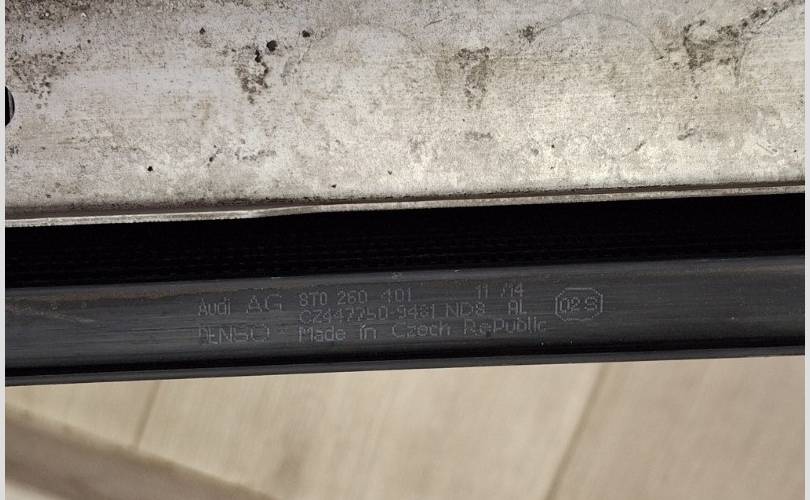 Audi AG 8T0 260 401 11 /14
CZ447750-9481 ND8 AL 02S
DENSO Made in Czech Republic